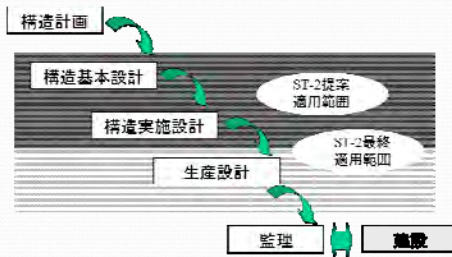 構造計画
構造基本設計
ST-2提案
適用範囲
構造実施設計
ST-2最終
適用範囲
生産設計
監理
建設